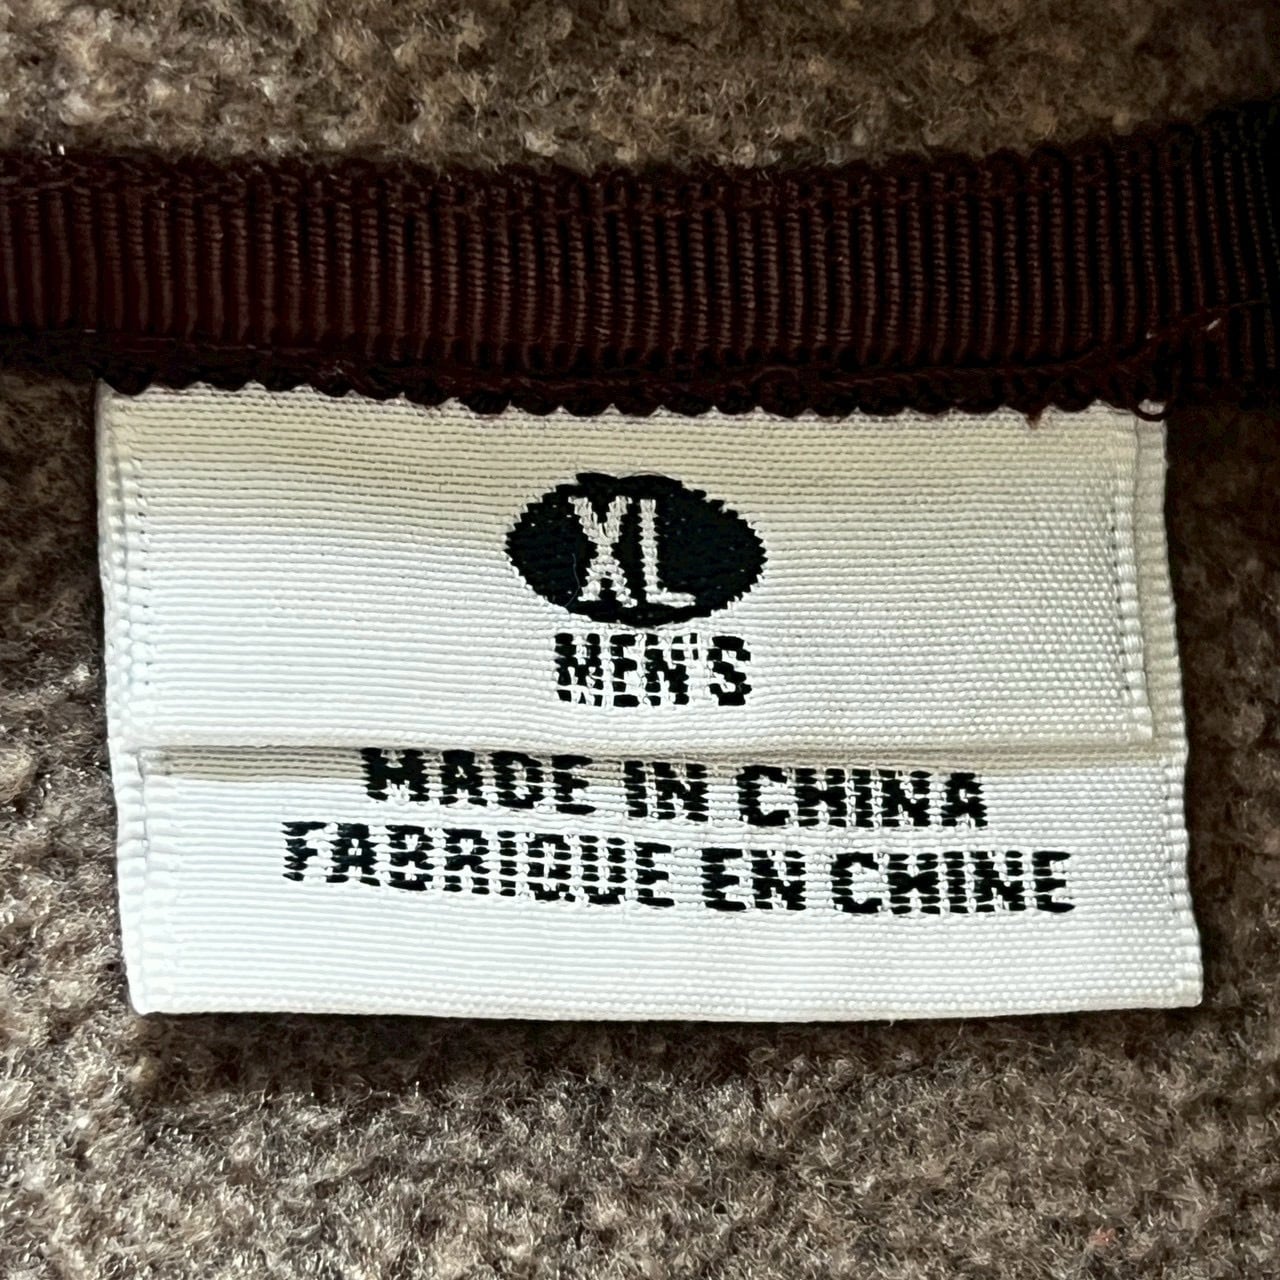 XL
MEN'S
MADE IN CHINA
FABRIQUE EN CHINE